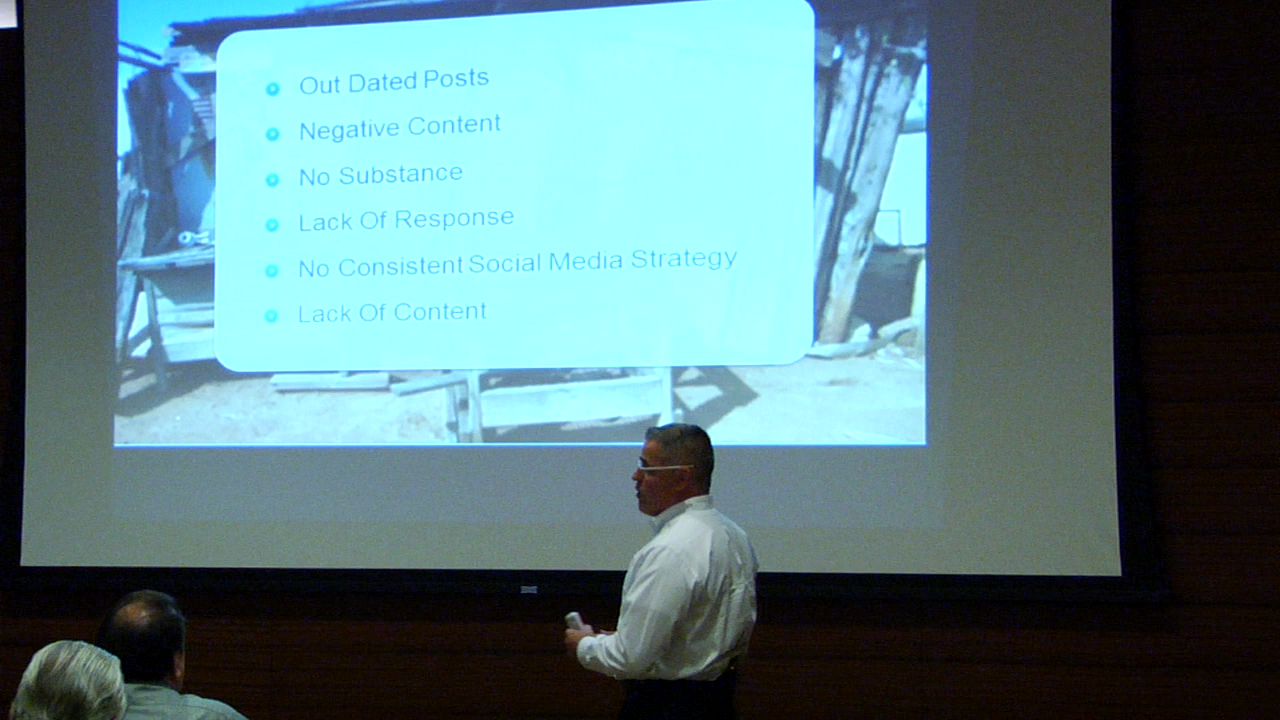 Out Dated Posts
Negative Content
No Substance
Lack Of Response
No Consistent Social Media Strategy
Lack Of Content